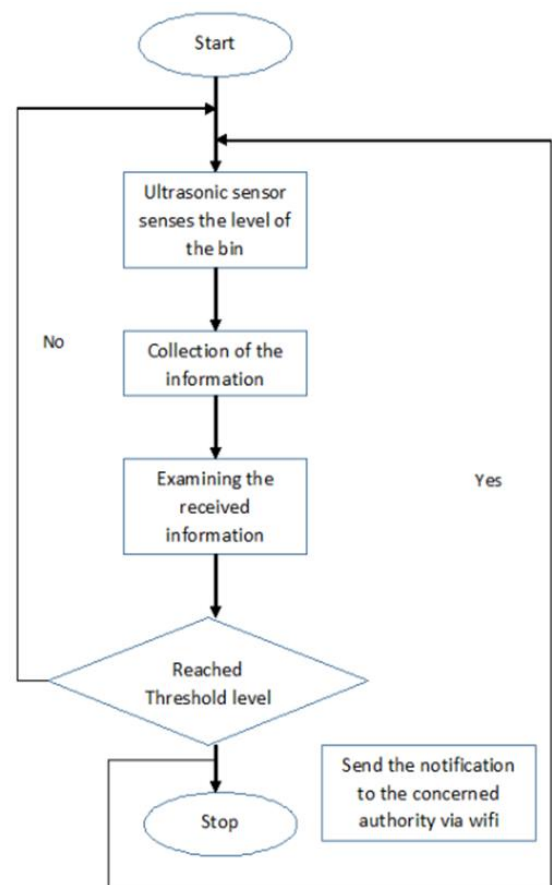 Start
Ultrasonic sensor
senses the level of
the bin
No
Collection of the
information
Examining the
received
information
Yes
Reached
Threshold level
Send the notification
to the concerned
authority via wifi
Stop